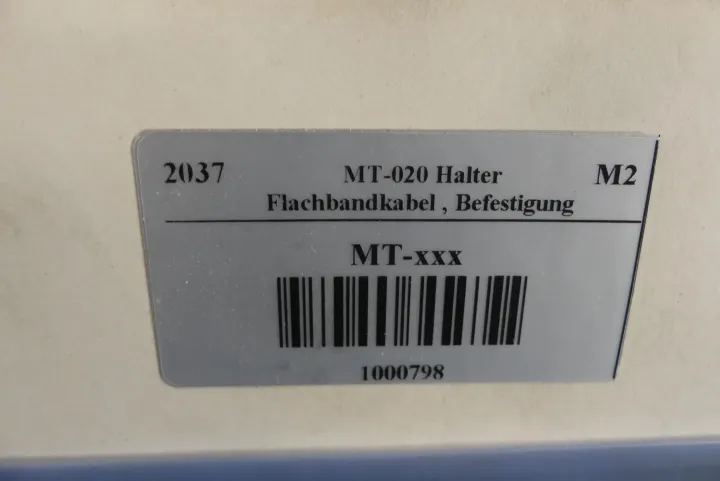 2037 MT-020 Halter M2
Flachbandkabel , Befestigung
MT-xxx
1000798